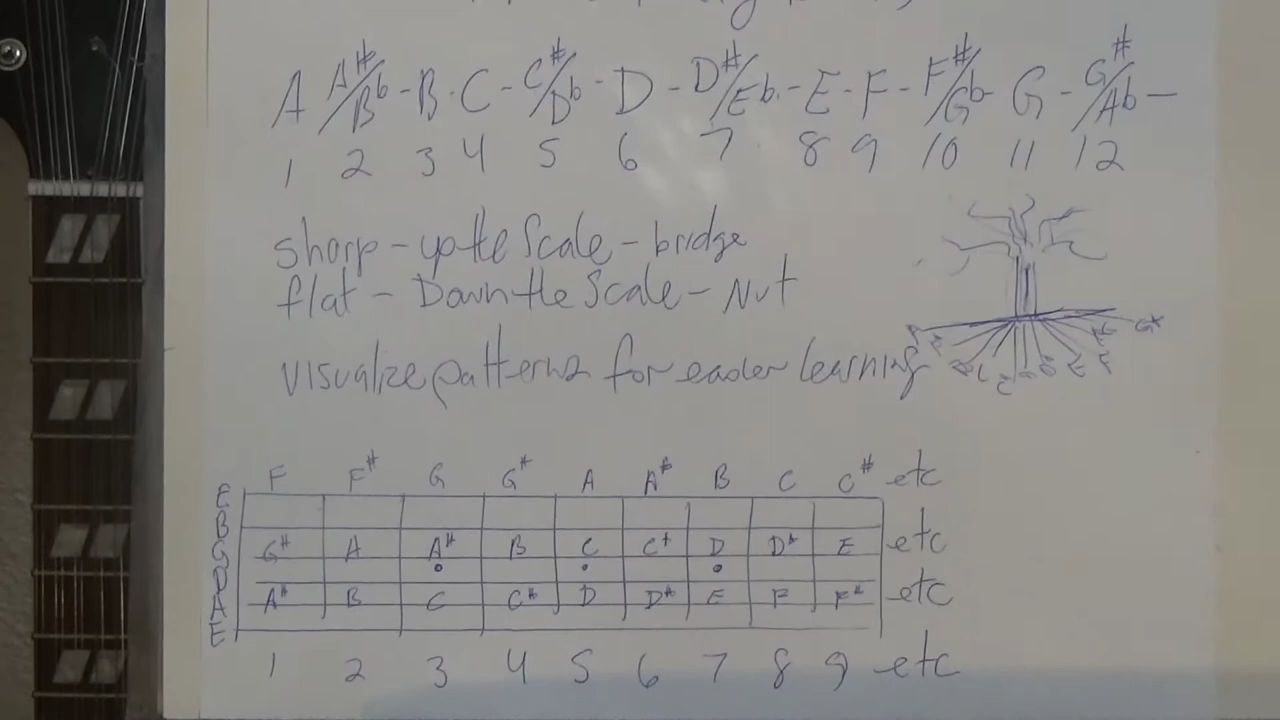 A A#/Bb - B - C - C#/Db - D - D#/Eb - E - F - F#/Gb - G - G#/Ab -
1 2 3 4 5 6 7 8 9 10 11 12
sharp - up the Scale - bridge
flat - Down the Scale - Nut
visualize patterns for easier learning
G#
F F# G G# A A# B C C# etc
E
B
G G# A A# B C C# D D# E etc
D
A A# B C C# D D# E F F# etc
E
1 2 3 4 5 6 7 8 9 etc